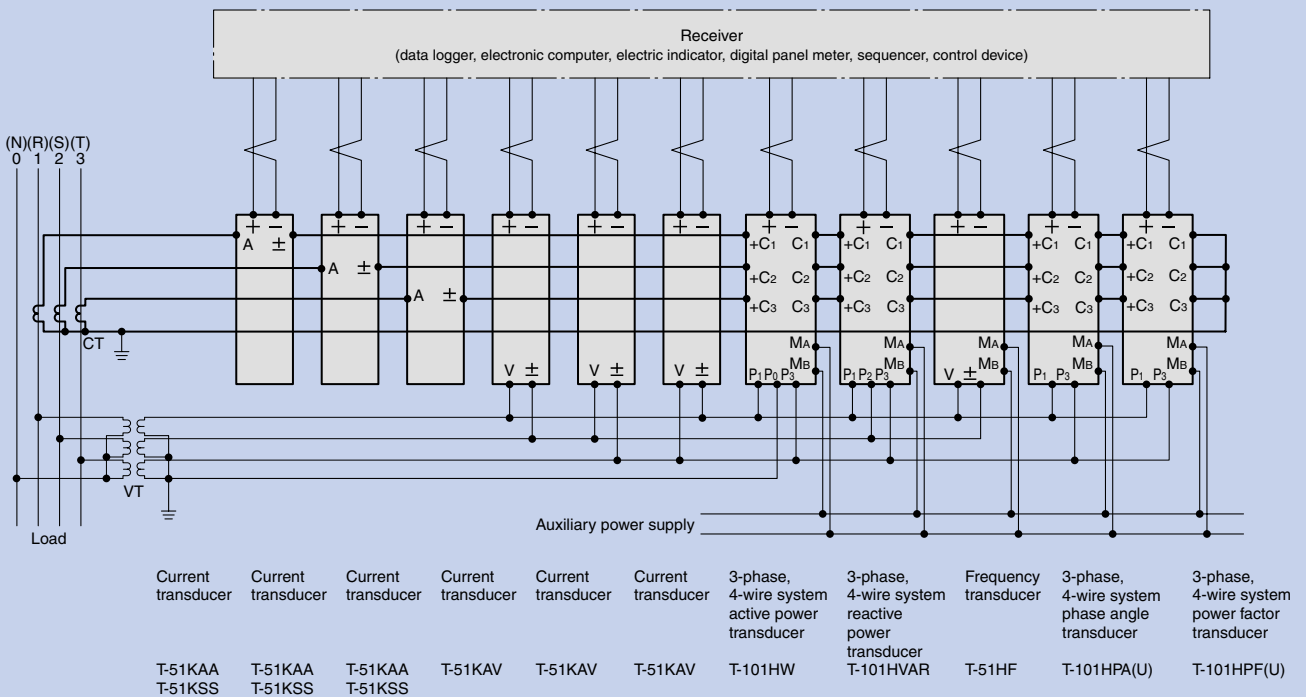 Receiver
(data logger, electronic computer, electric indicator, digital panel meter, sequencer, control device)
(N)(R)(S)(T)
0 1 2 3
+ − + − + − + − + − + − + − + − + − + − + −
A ± +C1 C1 +C1 C1 +C1 C1 +C1 C1
A ± +C2 C2 +C2 C2 +C2 C2 +C2 C2
A ± +C3 C3 +C3 C3 +C3 C3 +C3 C3
CT
MA MA MA MA MA
MB MB MB MB MB
V ± V ± V ± P1 P0 P3 P1 P2 P3 V ± P1 P3 P1 P3
VT
Load
Auxiliary power supply
Current transducer
T-51KAA
T-51KSS
Current transducer
T-51KAA
T-51KSS
Current transducer
T-51KAA
T-51KSS
Current transducer
T-51KAV
Current transducer
T-51KAV
Current transducer
T-51KAV
3-phase,
4-wire system
active power
transducer
T-101HW
3-phase,
4-wire system
reactive
power
transducer
T-101HVAR
Frequency
transducer
T-51HF
3-phase,
4-wire system
phase angle
transducer
T-101HPA(U)
3-phase,
4-wire system
power factor
transducer
T-101HPF(U)